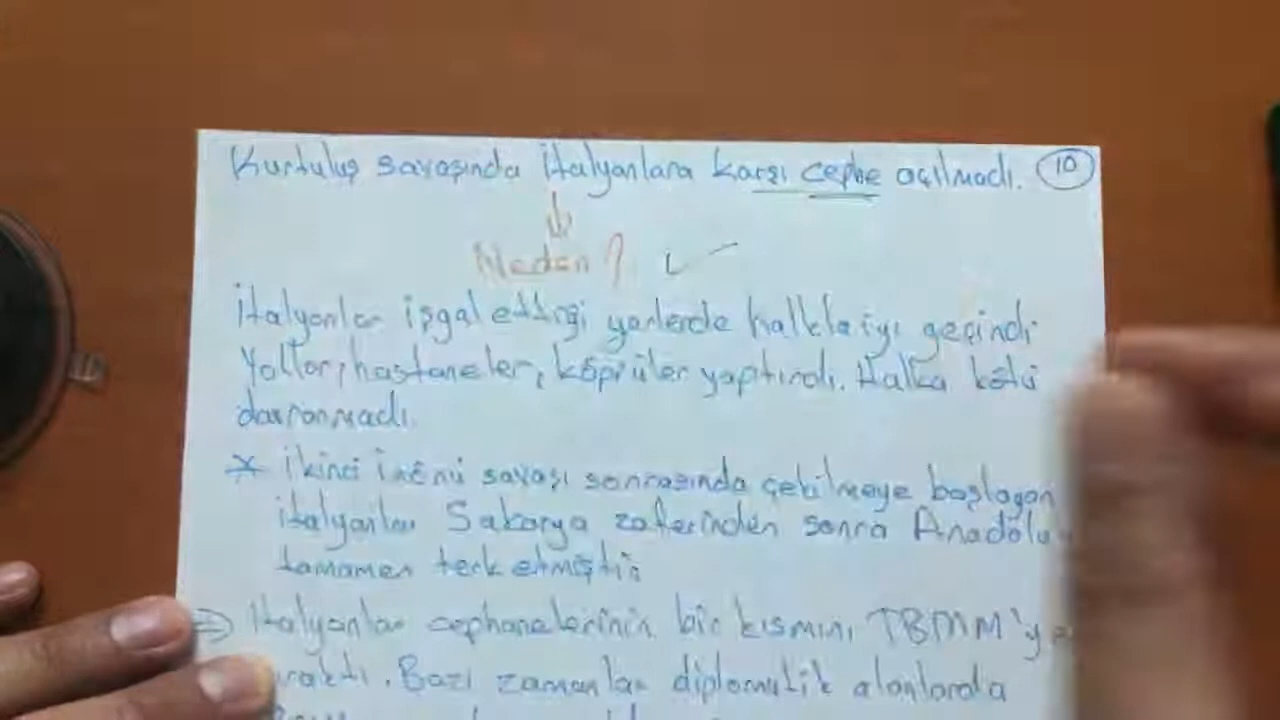 Kurtuluş savaşında İtalyanlara karşı cephe açılmadı. 10
Neden?
İtalyanlar işgal ettiği yerlerde halkla iyi geçindi
Yollar, hastaneler, köprüler yaptırdı. Halka kötü
davranmadı.
* İkinci İnönü savaşı sonrasında çekilmeye başlayan
İtalyanlar Sakarya zaferinden sonra Anadolu
tamamen terk etmiştir
⇒ İtalyanlar cephanelerinin bir kısmını TBMM'ye
Bazı zamanlar diplomatik alanlarda